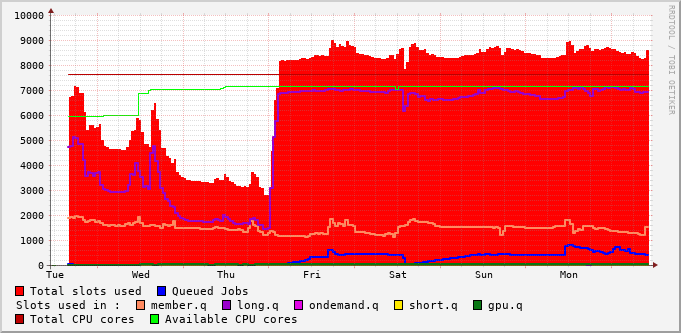 RRDTOOL / TOBI OETIKER
10000
9000
8000
7000
6000
5000
4000
3000
2000
1000
0
Tue Wed Thu Fri Sat Sun Mon
Total slots used Queued Jobs
Slots used in : member.q long.q ondemand.q short.q gpu.q
Total CPU cores Available CPU cores